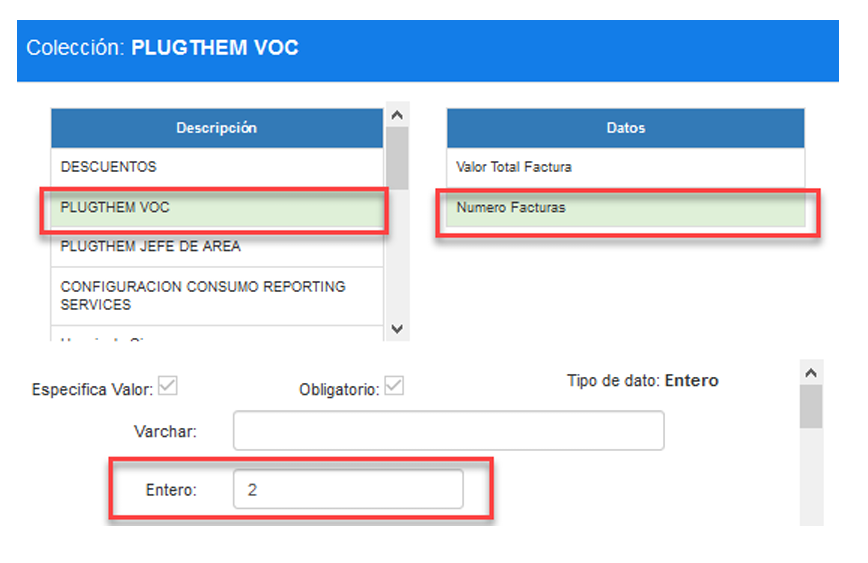 Colección: PLUGTHEM VOC
Descripción
DESCUENTOS
PLUGTHEM VOC
PLUGTHEM JEFE DE AREA
CONFIGURACION CONSUMO REPORTING
SERVICES
Datos
Valor Total Factura
Numero Facturas
Especifica Valor:
Obligatorio:
Tipo de dato: Entero
Varchar:
Entero:
2